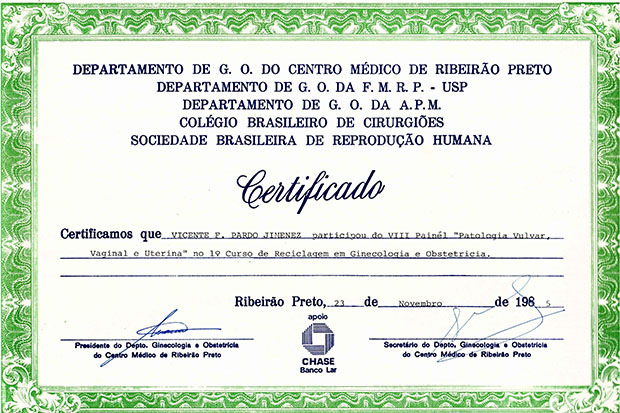 DEPARTAMENTO DE G. O. DO CENTRO MÉDICO DE RIBEIRÃO PRETO
DEPARTAMENTO DE G. O. DA F. M. R. P. - USP
DEPARTAMENTO DE G. O. DA A.P.M.
COLÉGIO BRASILEIRO DE CIRURGIÕES
SOCIEDADE BRASILEIRA DE REPRODUÇÃO HUMANA
Certificado
Certificamos que VICENTE F. PARDO JIMENEZ participou do VIII Painél "Patologia Vulvar,
Vaginal e Uterina" no 1º Curso de Reciclagem em Ginecologia e Obstetricia.
Ribeirão Preto, 23 de Novembro de 1985
apoio
CHASE
Banco Lar
Presidente do Depto. Ginecologia e Obstetrícia
do Centro Médico de Ribeirão Preto
Secretário do Depto. Ginecologia e Obstetrícia
do Centro Médico de Ribeirão Preto